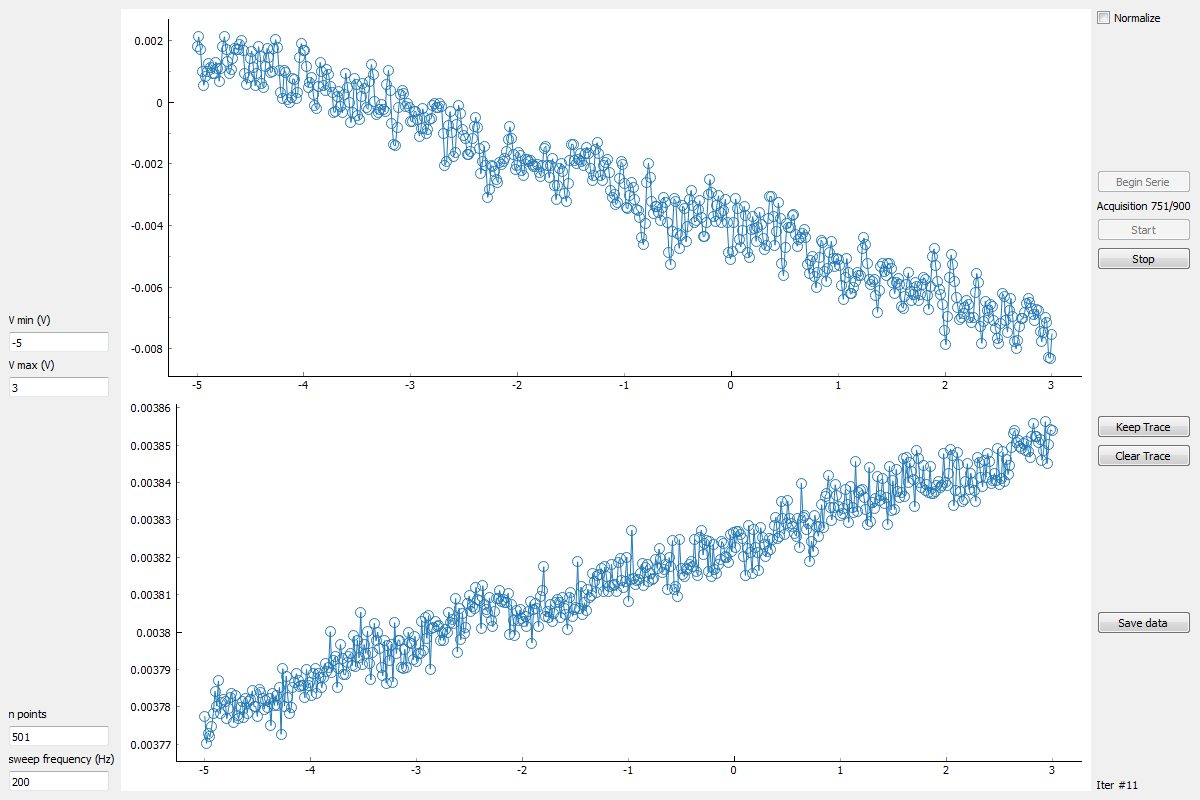 Normalize
0.002
0
-0.002
-0.004
-0.006
-0.008
-5
-4
-3
-2
-1
0
1
2
3
Begin Serie
Acquisition 751/900
Start
Stop
V min (V)
-5
V max (V)
3
0.00386
0.00385
0.00384
0.00383
0.00382
0.00381
0.0038
0.00379
0.00378
0.00377
-5
-4
-3
-2
-1
0
1
2
3
Keep Trace
Clear Trace
Save data
n points
501
sweep frequency (Hz)
200
Iter #11